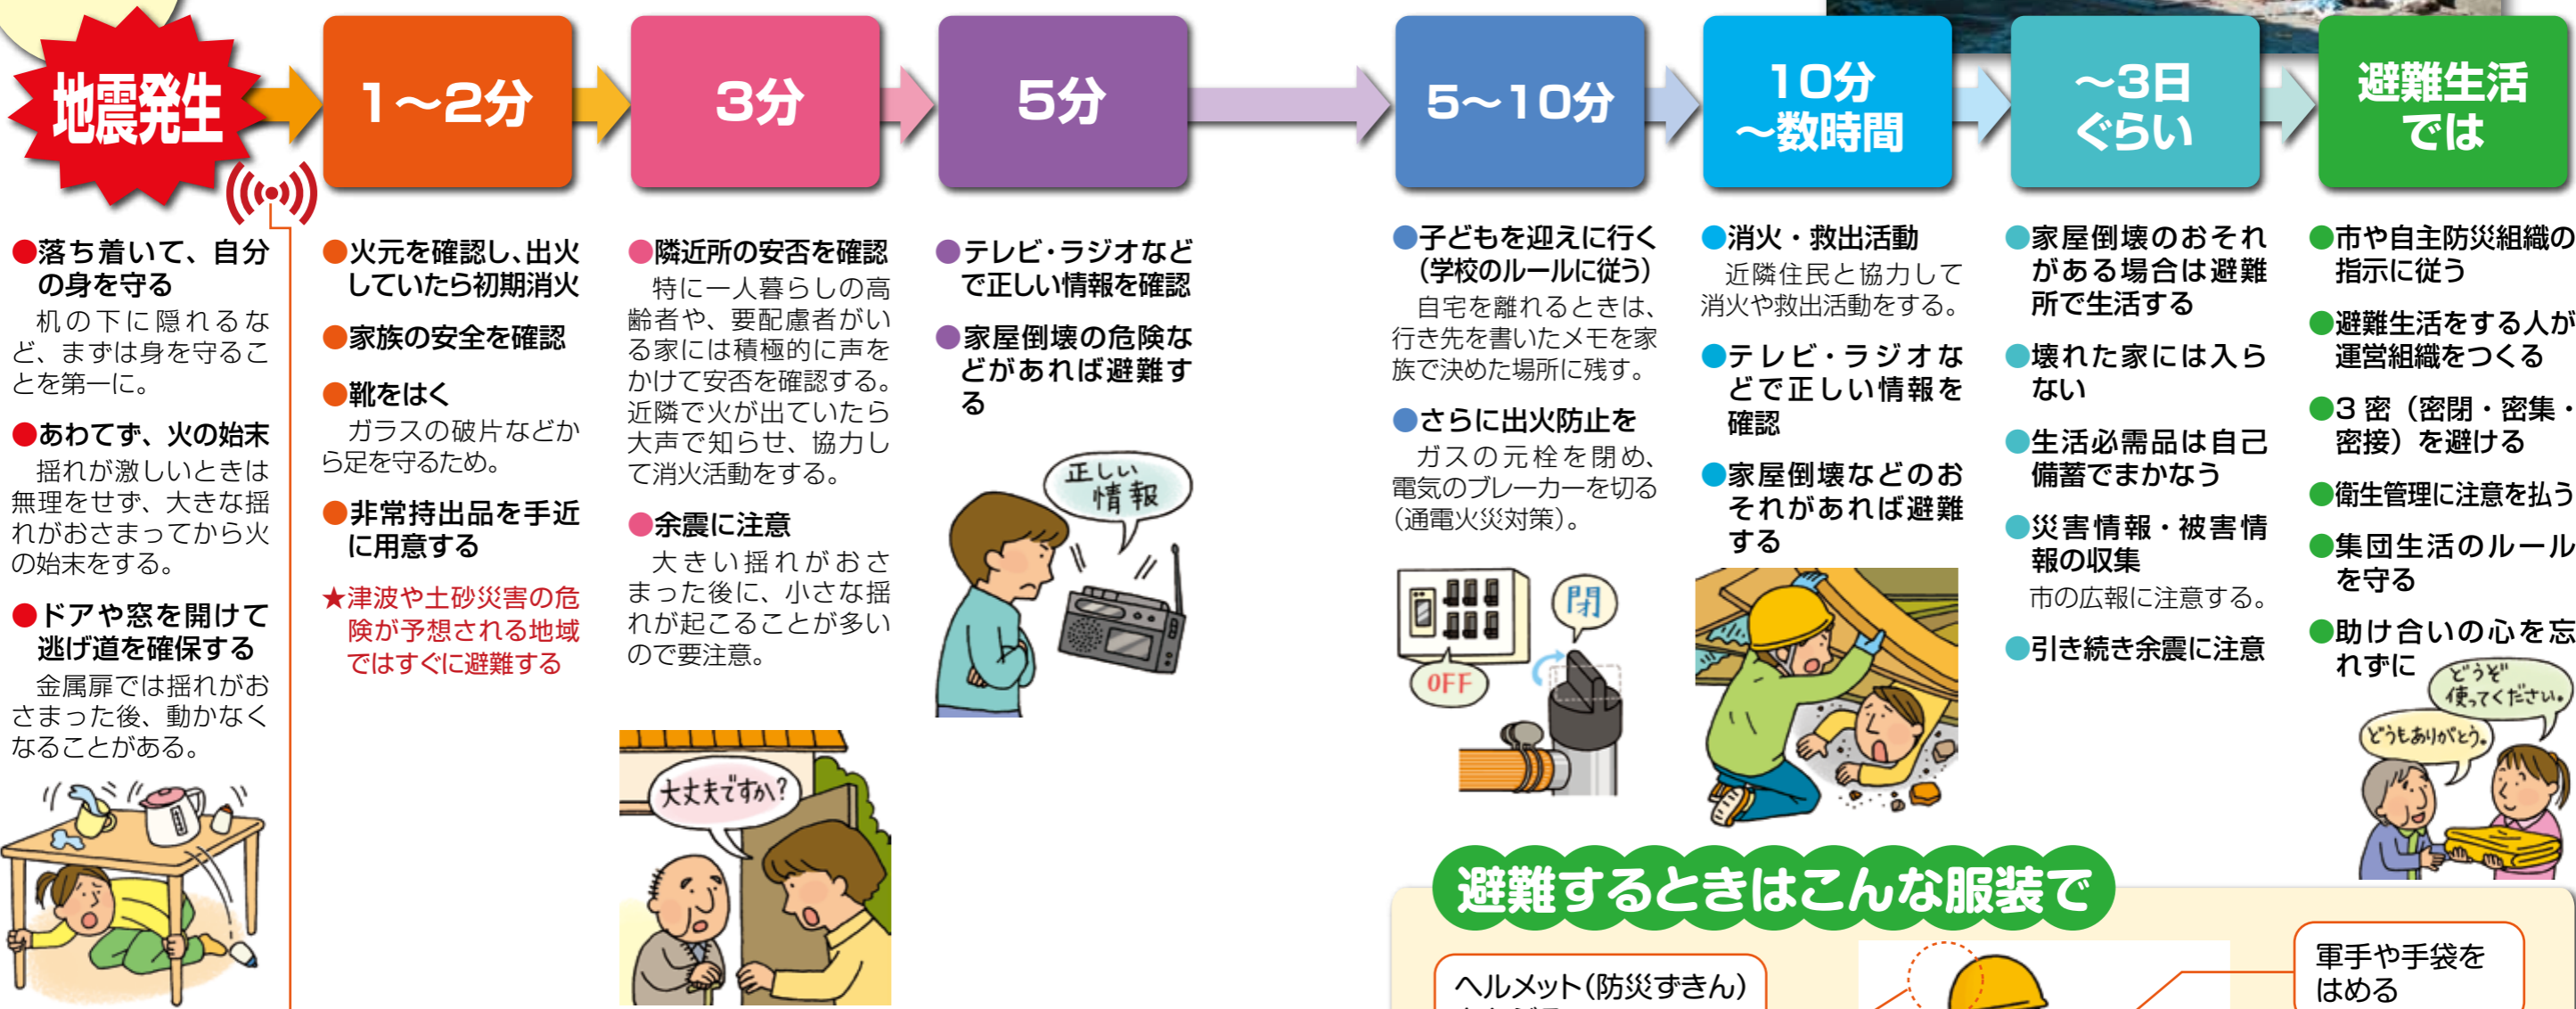 地震発生
1～2分
3分
5分
5～10分
10分
～数時間
～3日
ぐらい
避難生活
では
●落ち着いて、自分
の身を守る
机の下に隠れるな
ど、まずは身を守るこ
とを第一に。
●あわてず、火の始末
揺れが激しいときは
無理をせず、大きな揺
れがおさまってから火
の始末をする。
●ドアや窓を開けて
逃げ道を確保する
金属扉では揺れがお
さまった後、動かなく
なることがある。
●火元を確認し、出火
していたら初期消火
●家族の安全を確認
●靴をはく
ガラスの破片などか
ら足を守るため。
●非常持出品を手近
に用意する
★津波や土砂災害の危
険が予想される地域
ではすぐに避難する
●隣近所の安否を確認
特に一人暮らしの高
齢者や、要配慮者がい
る家には積極的に声を
かけて安否を確認する。
近隣で火が出ていたら
大声で知らせ、協力し
て消火活動をする。
●余震に注意
大きい揺れがおさ
まった後に、小さな揺
れが起こることが多い
ので要注意。
大丈夫ですか?
●テレビ・ラジオなど
で正しい情報を確認
●家屋倒壊の危険な
どがあれば避難す
る
正しい
情報
●子どもを迎えに行く
（学校のルールに従う）
自宅を離れるときは、
行き先を書いたメモを家
族で決めた場所に残す。
●さらに出火防止を
ガスの元栓を閉め、
電気のブレーカーを切る
（通電火災対策）。
閉
OFF
●消火・救出活動
近隣住民と協力して
消火や救出活動をする。
●テレビ・ラジオな
どで正しい情報を
確認
●家屋倒壊などのお
それがあれば避難
する
●家屋倒壊のおそれ
がある場合は避難
所で生活する
●壊れた家には入ら
ない
●生活必需品は自己
備蓄でまかなう
●災害情報・被害情
報の収集
市の広報に注意する。
●引き続き余震に注意
●市や自主防災組織の
指示に従う
●避難生活をする人が
運営組織をつくる
●3 密（密閉・密集・
密接）を避ける
●衛生管理に注意を払う
●集団生活のルール
を守る
●助け合いの心を忘
れずに
どうぞ
使ってください。
どうもありがとう。
避難するときはこんな服装で
ヘルメット（防災ずきん）
軍手や手袋を
はめる